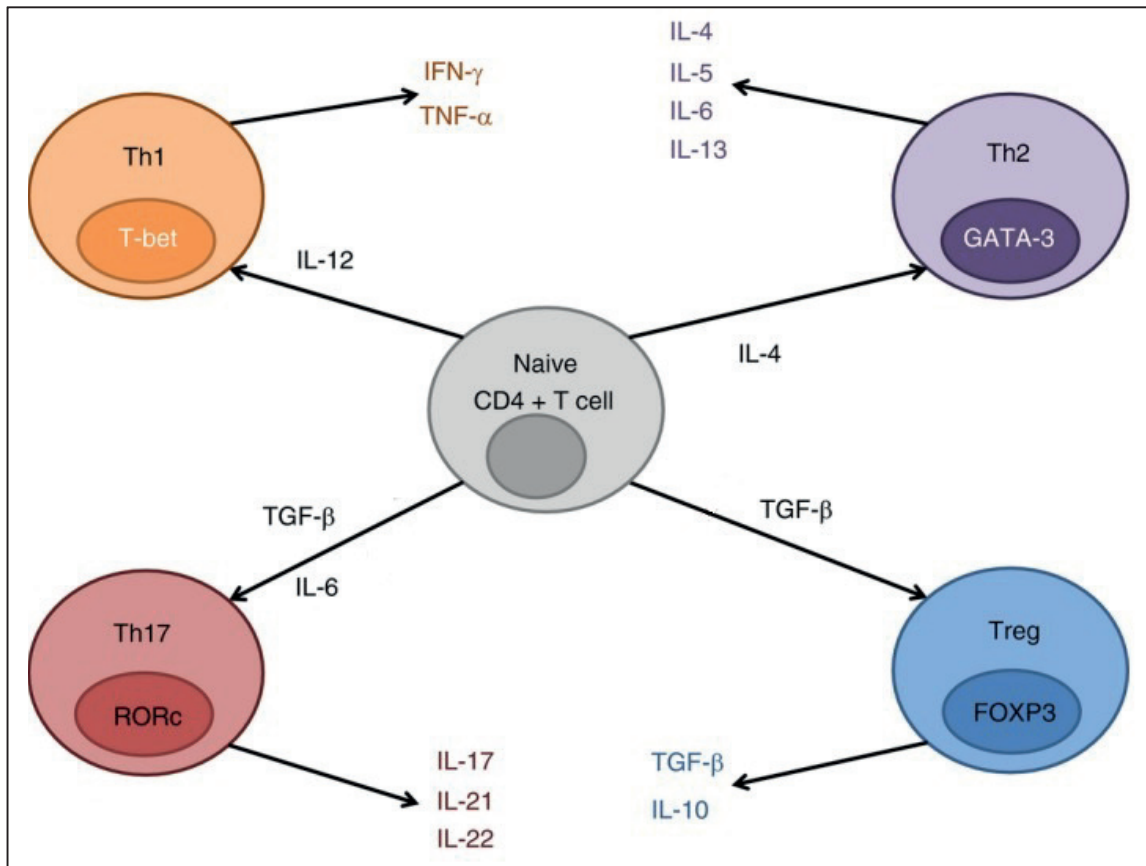 IL-4
IFN-γ
IL-5
TNF-α
IL-6
IL-13
Th1
Th2
T-bet
GATA-3
IL-12
IL-4
Naive
CD4 + T cell
TGF-β
TGF-β
IL-6
Th17
Treg
RORc
FOXP3
IL-17
TGF-β
IL-21
IL-10
IL-22